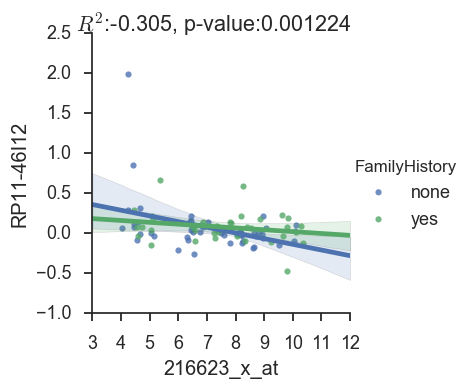 R²:-0.305, p-value:0.001224
2.5
2.0
1.5
1.0
0.5
0.0
−0.5
−1.0
RP11-46I12
3 4 5 6 7 8 9 10 11 12
216623_x_at
FamilyHistory
none
yes